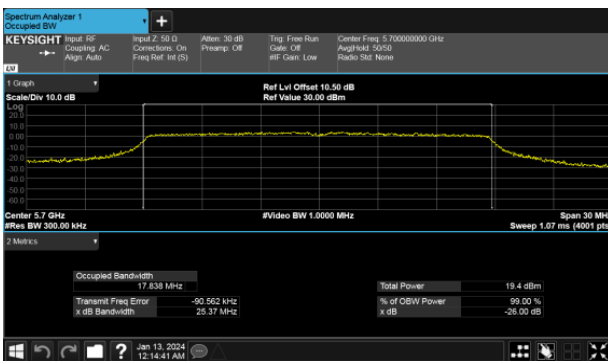 Spectrum Analyzer 1
Occupied BW
KEYSIGHT Input: RF Input Z: 50 Ω Atten: 30 dB Trig: Free Run Center Freq: 5.700000000 GHz
Coupling: AC Corrections: On Preamp: Off Gate: Off Avg|Hold: 50/50
Align: Auto Freq Ref: Int (S) #IF Gain: Low Radio Std: None
LXI
1 Graph Ref Lvl Offset 10.50 dB
Scale/Div 10.0 dB Ref Value 30.00 dBm
Log
20.0
10.0
0.00
-10.0
-20.0
-30.0
-40.0
-50.0
-60.0
Center 5.7 GHz #Video BW 1.0000 MHz Span 30 MH
#Res BW 300.00 kHz Sweep 1.07 ms (4001 pts
2 Metrics
Occupied Bandwidth
17.838 MHz Total Power 19.4 dBm
Transmit Freq Error -90.562 kHz % of OBW Power 99.00 %
x dB Bandwidth 25.37 MHz x dB -26.00 dB
? Jan 13, 2024
12:14:41 AM